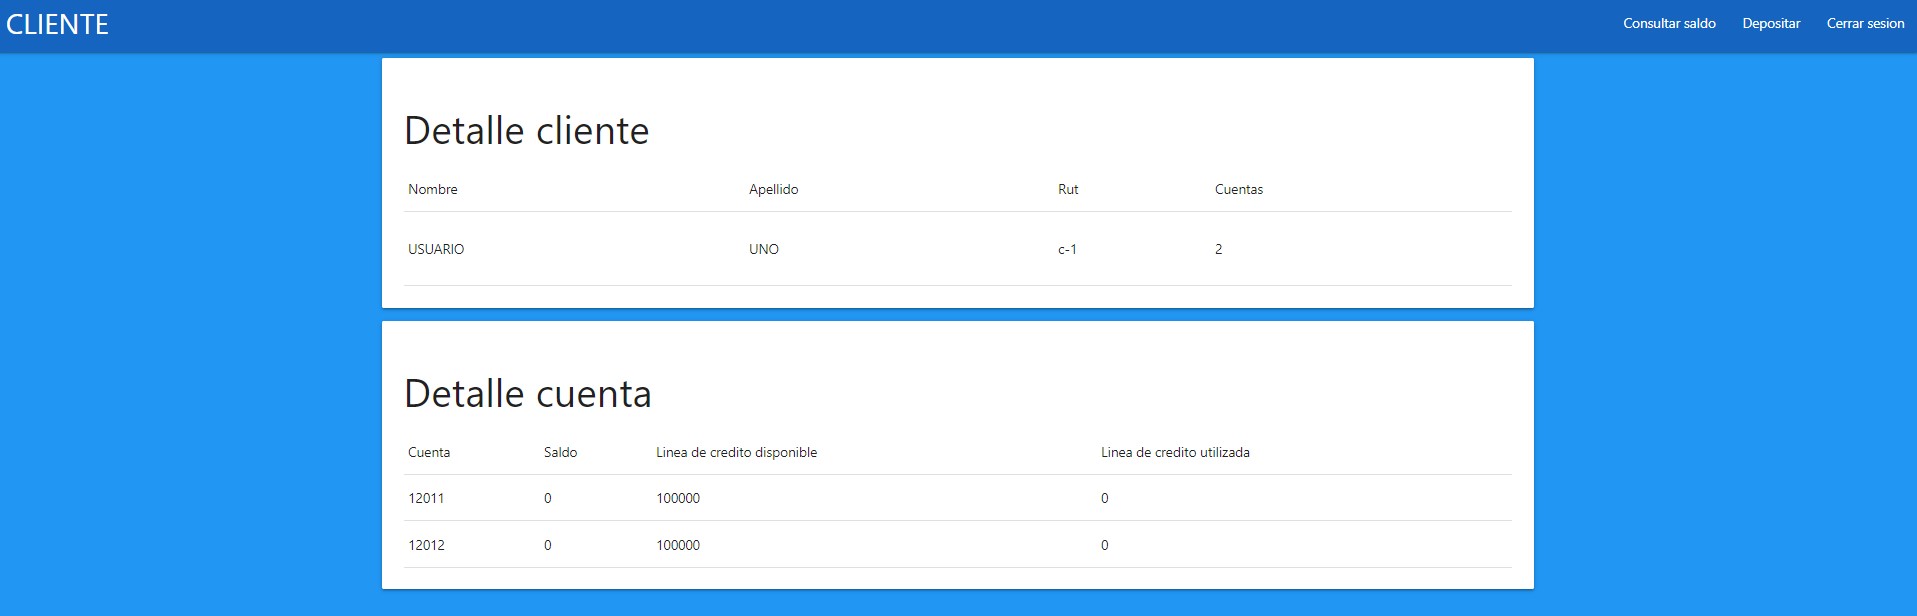 CLIENTE Consultar saldo Depositar Cerrar sesion
Detalle cliente
Nombre Apellido Rut Cuentas
USUARIO UNO c-1 2
Detalle cuenta
Cuenta Saldo Linea de credito disponible Linea de credito utilizada
12011 0 100000 0
12012 0 100000 0